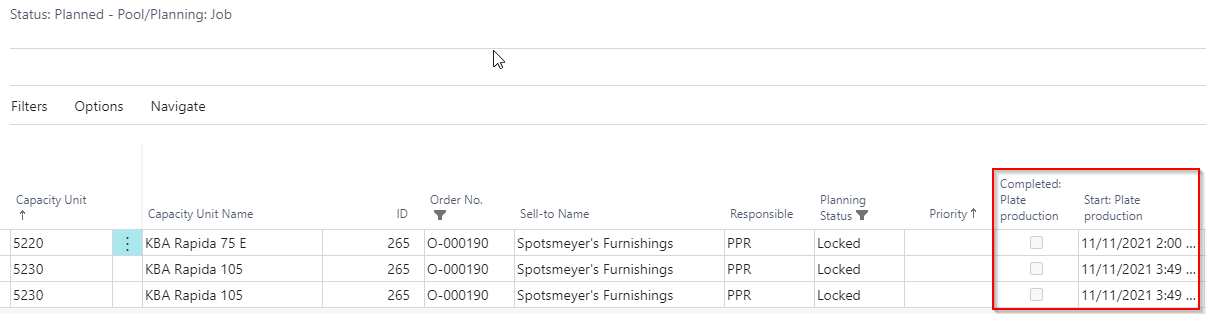 Status: Planned - Pool/Planning: Job
Filters Options Navigate
Capacity Unit ↑ Capacity Unit Name ID Order No. Sell-to Name Responsible Planning Status Priority ↑ Completed: Plate production Start: Plate production
5220 KBA Rapida 75 E 265 O-000190 Spotsmeyer's Furnishings PPR Locked 11/11/2021 2:00 ...
5230 KBA Rapida 105 265 O-000190 Spotsmeyer's Furnishings PPR Locked 11/11/2021 3:49 ...
5230 KBA Rapida 105 265 O-000190 Spotsmeyer's Furnishings PPR Locked 11/11/2021 3:49 ...